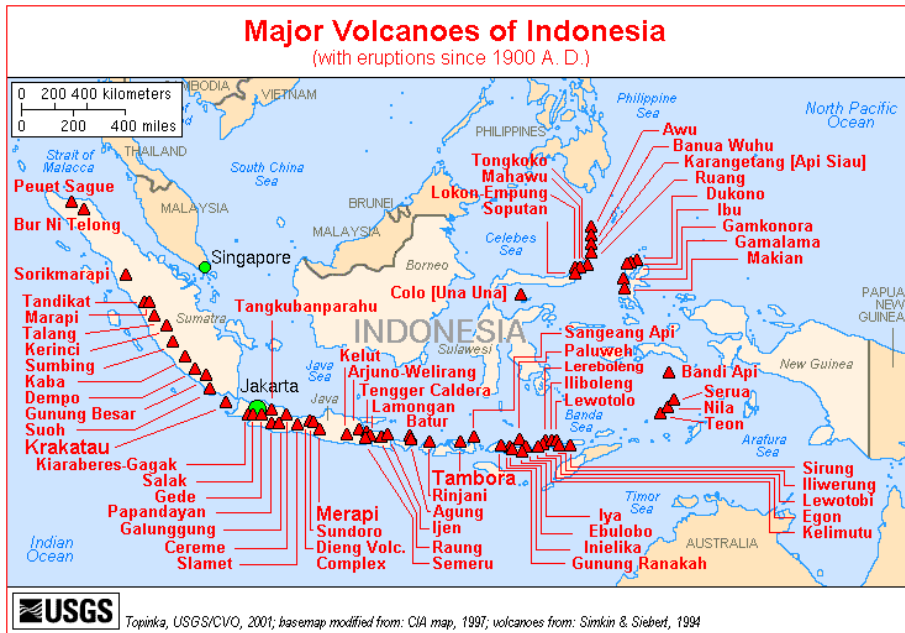 Major Volcanoes of Indonesia
(with eruptions since 1900 A. D.)
0 200 400 kilometers
0 200 400 miles
CAMBODIA
VIETNAM
THAILAND
Strait of
Malacca
South China
Sea
PHILIPPINES
Philippine
Sea
North Pacific
Ocean
Awu
Banua Wuhu
Karangetang [Api Siau]
Ruang
Dukono
Ibu
Gamkonora
Gamalama
Makian
Tongkoko
Mahawu
Lokon Empung
Soputan
Peuet Sague
Bur Ni Telong
MALAYSIA
BRUNEI
MALAYSIA
Celebes
Sea
Singapore
Borneo
Sorikmarapi
Colo [Una Una]
PAPUA
NEW
GUINEA
Tandikat
Marapi
Talang
Kerinci
Sumbing
Kaba
Dempo
Gunung Besar
Suoh
Krakatau
Sumatra
Tangkubanparahu
INDONESIA
Sulawesi
New Guinea
Sangeang Api
Paluweh
Lereboleng
Iliboleng
Lewotolo
Bandi Api
Serua
Nila
Teon
Jakarta
Java
Sea
Java
Kelut
Arjuno-Welirang
Tengger Caldera
Lamongan
Batur
Banda
Sea
Arafura
Sea
Kiaraberes-Gagak
Salak
Gede
Papandayan
Galunggung
Cereme
Slamet
Merapi
Sundoro
Dieng Volc.
Complex
Tambora
Rinjani
Agung
Ijen
Raung
Semeru
Iya
Ebulobo
Inielika
Gunung Ranakah
Sirung
Iliwerung
Lewotobi
Egon
Kelimutu
Timor
Sea
AUSTRALIA
Indian
Ocean
USGS
Topinka, USGS/CVO, 2001; basemap modified from: CIA map, 1997; volcanoes from: Simkin & Siebert, 1994